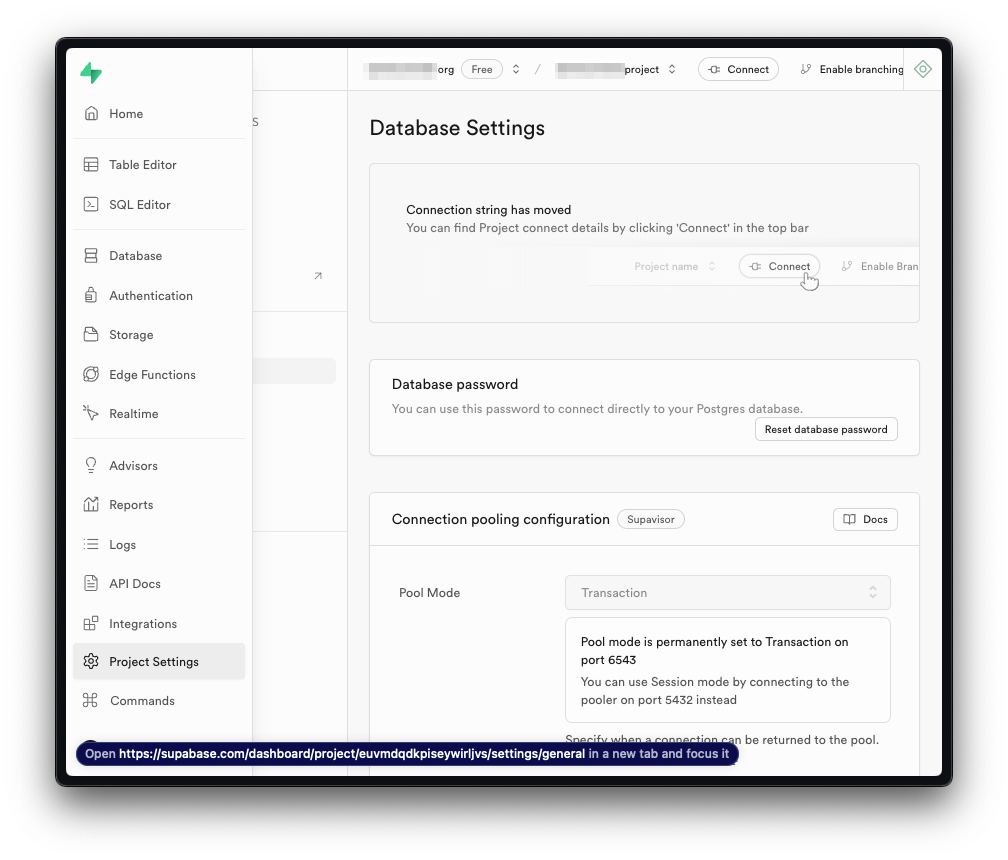 org Free / project Connect Enable branching
Home
Table Editor
SQL Editor
Database
Authentication
Storage
Edge Functions
Realtime
Advisors
Reports
Logs
API Docs
Integrations
Project Settings
Commands
S
Database Settings
Connection string has moved
You can find Project connect details by clicking 'Connect' in the top bar
Project name Connect Enable Bran
Database password
You can use this password to connect directly to your Postgres database.
Reset database password
Connection pooling configuration Supavisor Docs
Pool Mode Transaction
Pool mode is permanently set to Transaction on
port 6543
You can use Session mode by connecting to the
pooler on port 5432 instead
Specify when a connection can be returned to the pool.
Open https://supabase.com/dashboard/project/euvmdqdkpiseywirljvs/settings/general in a new tab and focus it